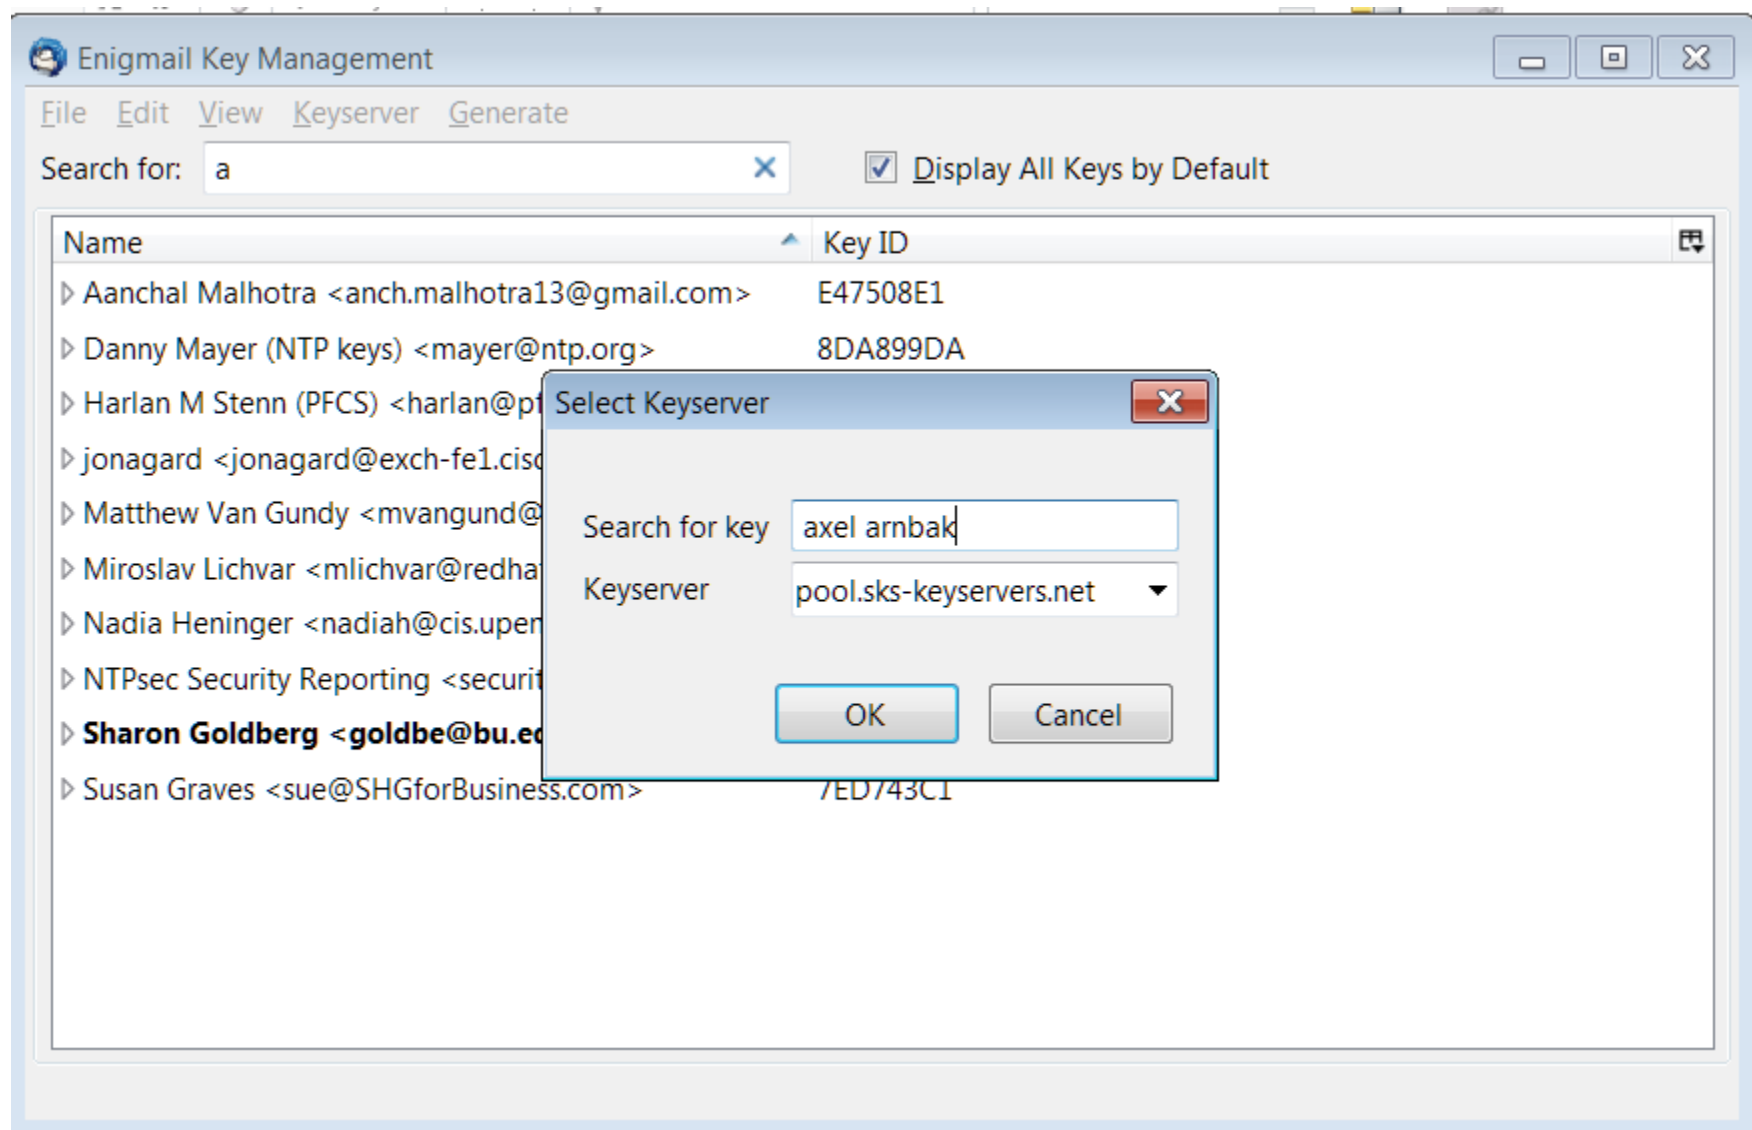 Enigmail Key Management
File Edit View Keyserver Generate
Search for: a Display All Keys by Default
Name Key ID
Aanchal Malhotra <anch.malhotra13@gmail.com> E47508E1
Danny Mayer (NTP keys) <mayer@ntp.org> 8DA899DA
Harlan M Stenn (PFCS) <harlan@pf
jonagard <jonagard@exch-fe1.cisc
Matthew Van Gundy <mvangund@
Miroslav Lichvar <mlichvar@redha
Nadia Heninger <nadiah@cis.upen
NTPsec Security Reporting <securit
Sharon Goldberg <goldbe@bu.ed
Susan Graves <sue@SHGforBusiness.com> 7ED743C1
Select Keyserver
Search for key axel arnbak
Keyserver pool.sks-keyservers.net
OK Cancel